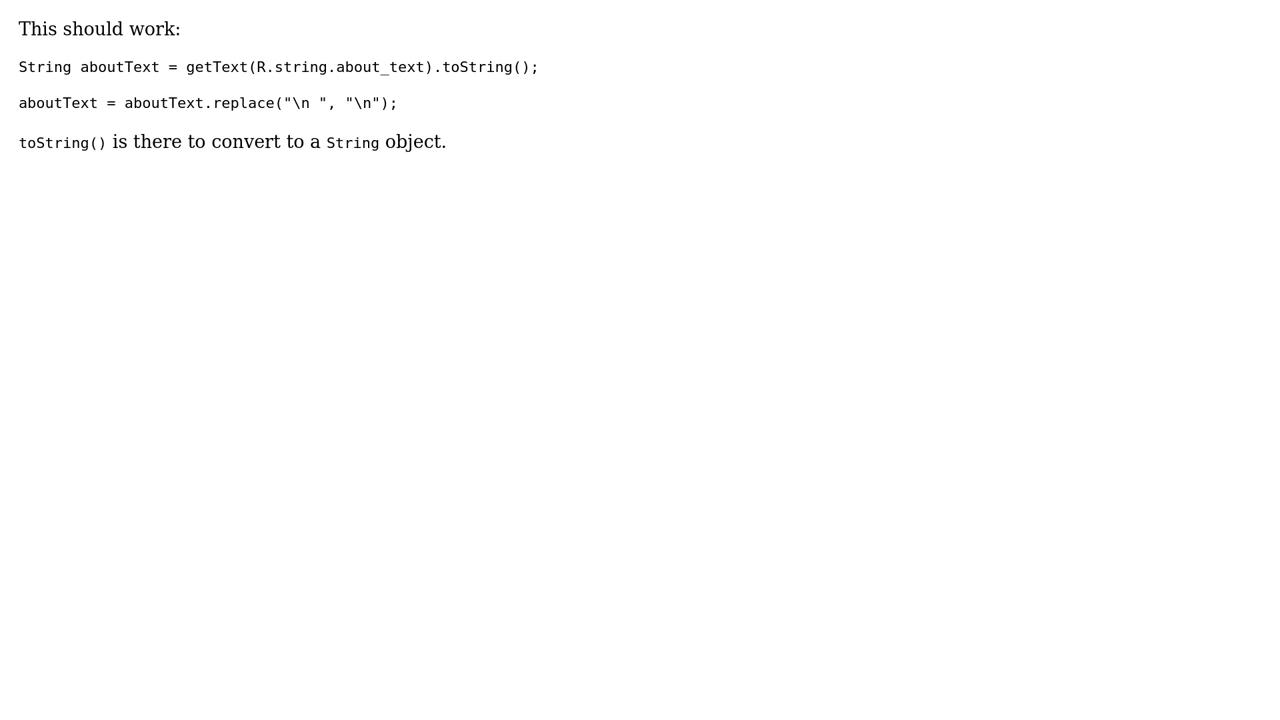 This should work:
String aboutText = getText(R.string.about_text).toString();
aboutText = aboutText.replace("\n ", "\n");
toString() is there to convert to a String object.